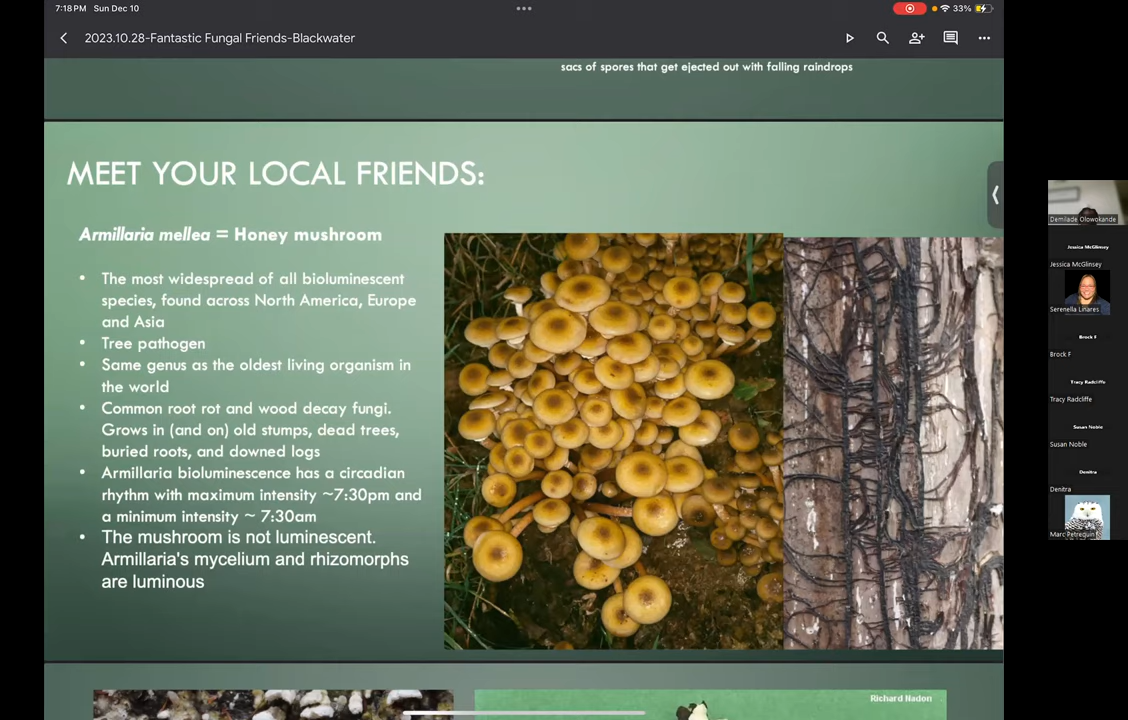 7:18 PM Sun Dec 10
33%
2023.10.28-Fantastic Fungal Friends-Blackwater
sacs of spores that get ejected out with falling raindrops
MEET YOUR LOCAL FRIENDS:
Armillaria mellea = Honey mushroom
• The most widespread of all bioluminescent
species, found across North America, Europe
and Asia
• Tree pathogen
• Same genus as the oldest living organism in
the world
• Common root rot and wood decay fungi.
Grows in (and on) old stumps, dead trees,
buried roots, and downed logs
• Armillaria bioluminescence has a circadian
rhythm with maximum intensity ~7:30pm and
a minimum intensity ~ 7:30am
• The mushroom is not luminescent.
Armillaria's mycelium and rhizomorphs
are luminous
Richard Nadon
Demilade Olowokande
Jessica McGlinsey
Jessica McGlinsey
Serenella Linares
Brock F
Brock F
Tracy Radcliffe
Tracy Radcliffe
Susan Noble
Susan Noble
Denitra
Denitra
Marc Petrequin